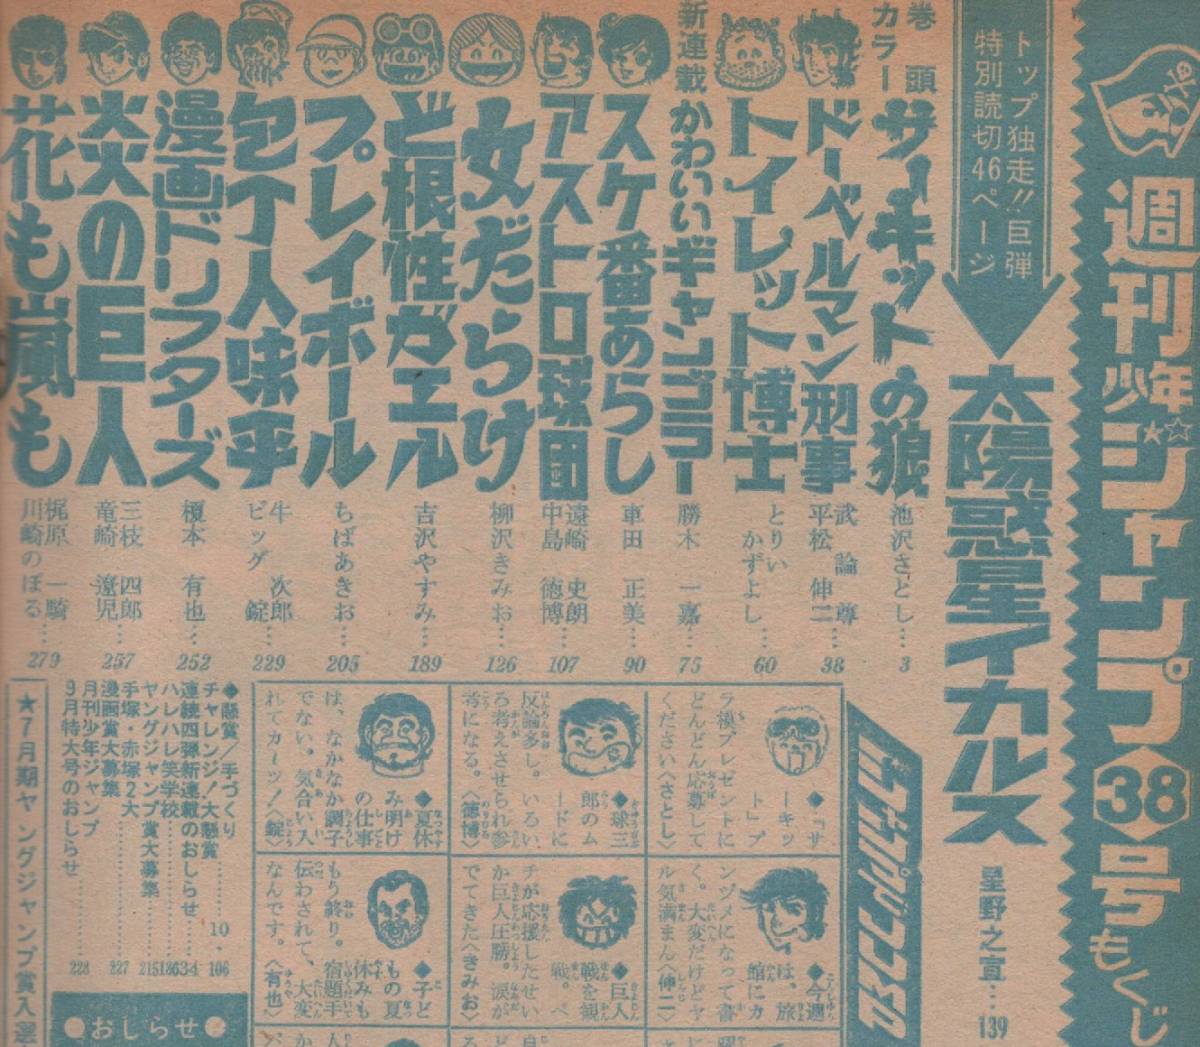 週刊少年ジャンプ38号もくじ
トップ独走!!巨弾
特別読切46ページ
太陽惑星イカルス
星野之宣…139
巻頭
カラー
サーキットの狼
池沢さとし…3
ドーベルマン刑事
武論尊
平松伸二…38
トイレット博士
とりい
かずよし…60
新連載
かわいいギャンブラー
勝木一嘉…75
スケ番あらし
車田正美…90
アストロ球団
遠崎史朗
中島徳博…107
女だらけ
柳沢きみお…126
ど根性ガエル
吉沢やすみ…189
プレイボール
ちばあきお…205
包丁人味平
牛次郎
ビッグ錠…229
漫画ドリフターズ
榎本有也…252
炎の巨人
三枝四郎
竜崎遼児…257
花も嵐も
梶原一騎
川崎のぼる…279
◆『サ
ーキッ
ト』プ
ラ模プレゼントに
どんどん応募して
ください〈さとし〉
◆球三
郎のム
ードに
反論多し。いろい
ろ考えさせられ参
考になる。〈徳博〉
◆夏休
み明け
の仕事
は、なかなか調子
でない。気合い入
れてカーツ!〈錠〉
◆今週
は、旅
館にカ
ンヅメになって書
く。大変だけどヤ
ル気満まん〈伸二〉
◆巨人
戦を観
戦。ベ
チが応援したせい
か巨人圧勝。涙が
でてきた〈きみお〉
◆子ど
もの夏
休みも
もう終り。宿題手
伝わされて、大変
なんです。〈有也〉
◆懸賞/手づくり
チャレンジ!大懸賞…10・106
連続四弾新連載のおしらせ…34
ハレハレ笑学校…186
ヤングジャンプ賞大募集…215
手塚・赤塚2大
漫画賞大募集…227
月刊少年ジャンプ
9月特大号のおしらせ…228
●おしらせ●
★7月期ヤングジャンプ賞入選